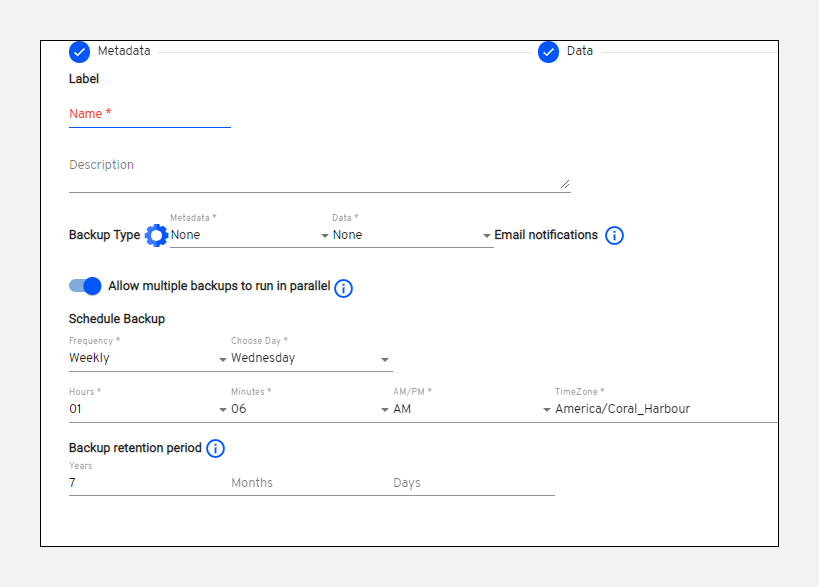 Metadata Data
Label
Name *
Description
Metadata * Data *
Backup Type None None Email notifications
Allow multiple backups to run in parallel
Schedule Backup
Frequency * Choose Day *
Weekly Wednesday
Hours * Minutes * AM/PM * TimeZone *
01 06 AM America/Coral_Harbour
Backup retention period
Years
7 Months Days